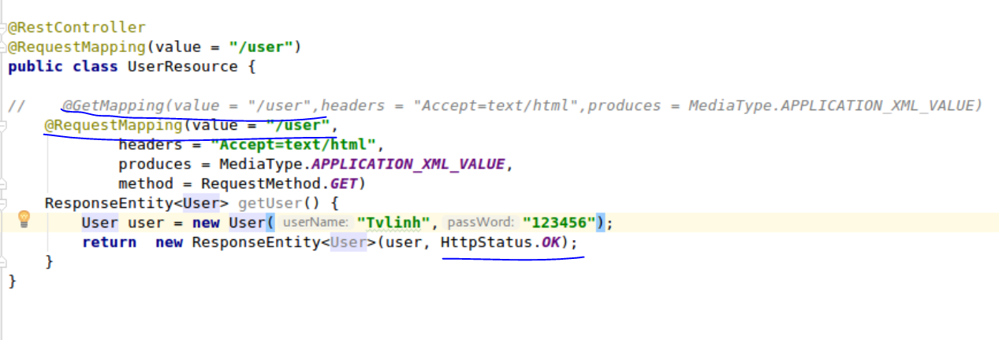 @RestController
@RequestMapping(value = "/user")
public class UserResource {
//    @GetMapping(value = "/user",headers = "Accept=text/html",produces = MediaType.APPLICATION_XML_VALUE)
@RequestMapping(value = "/user",
headers = "Accept=text/html",
produces = MediaType.APPLICATION_XML_VALUE,
method = RequestMethod.GET)
ResponseEntity<User> getUser() {
User user = new User( userName: "Tvlinh", passWord: "123456");
return  new ResponseEntity<User>(user, HttpStatus.OK);
}
}